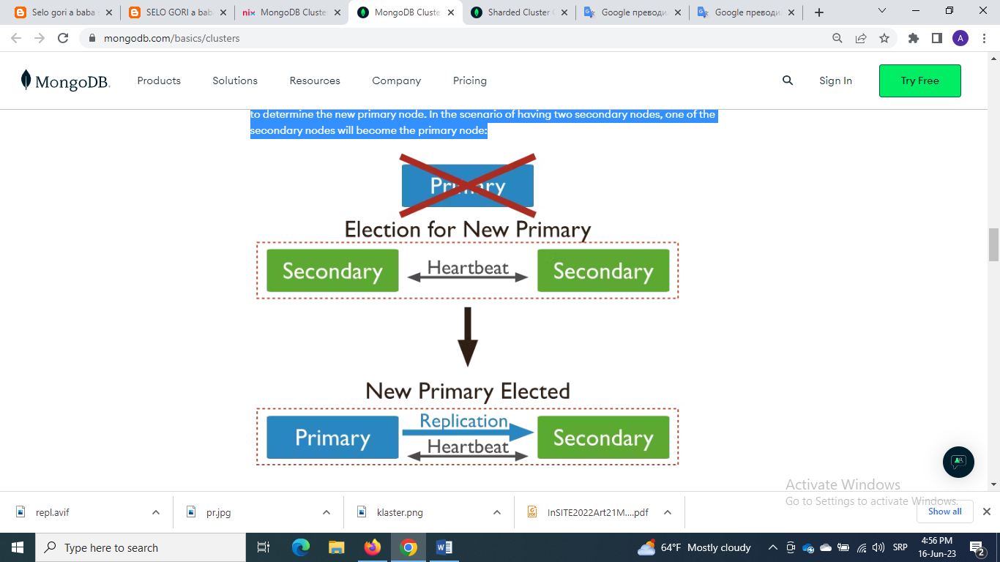 Selo gori a baba
SELO GORI a bab
nix MongoDB Cluste
MongoDB Cluste
Sharded Cluster
Google преводи
Google преводи
mongodb.com/basics/clusters
A
MongoDB.
Products
Solutions
Resources
Company
Pricing
Sign In
Try Free
to determine the new primary node. In the scenario of having two secondary nodes, one of the
secondary nodes will become the primary node:
Primary
Election for New Primary
Secondary
Heartbeat
Secondary
New Primary Elected
Primary
Replication
Heartbeat
Secondary
Activate Windows
Go to Settings to activate Windows.
repl.avif
pr.jpg
klaster.png
InSITE2022Art21M....pdf
Show all
Type here to search
64°F Mostly cloudy
SRP
4:56 PM
16-Jun-23
2